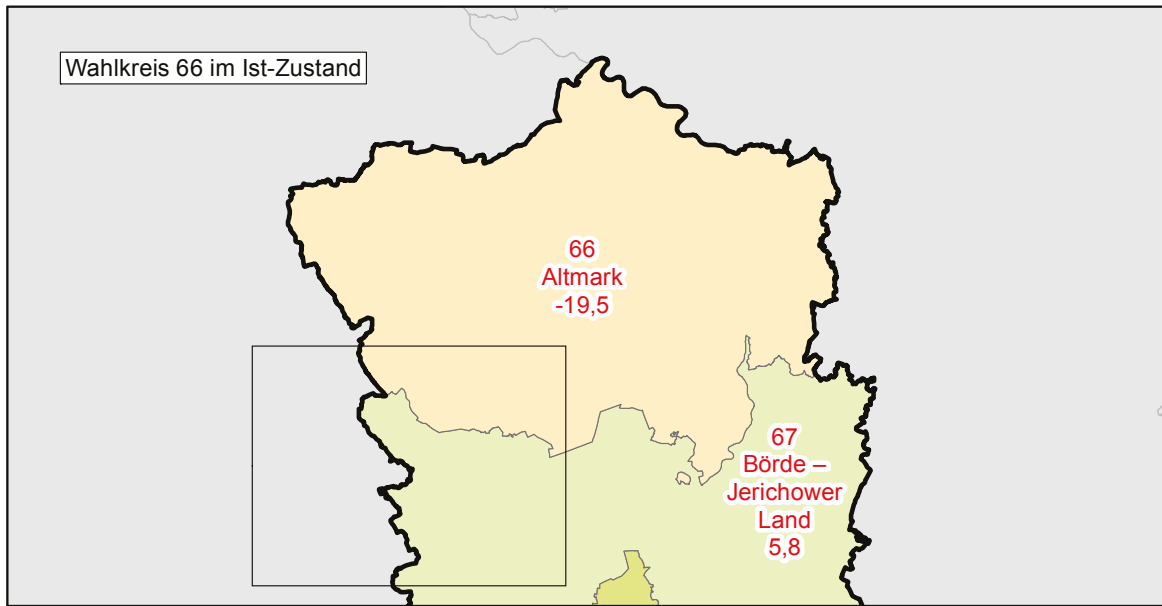 Wahlkreis 66 im Ist-Zustand
66
Altmark
-19,5
67
Börde –
Jerichower
Land
5,8